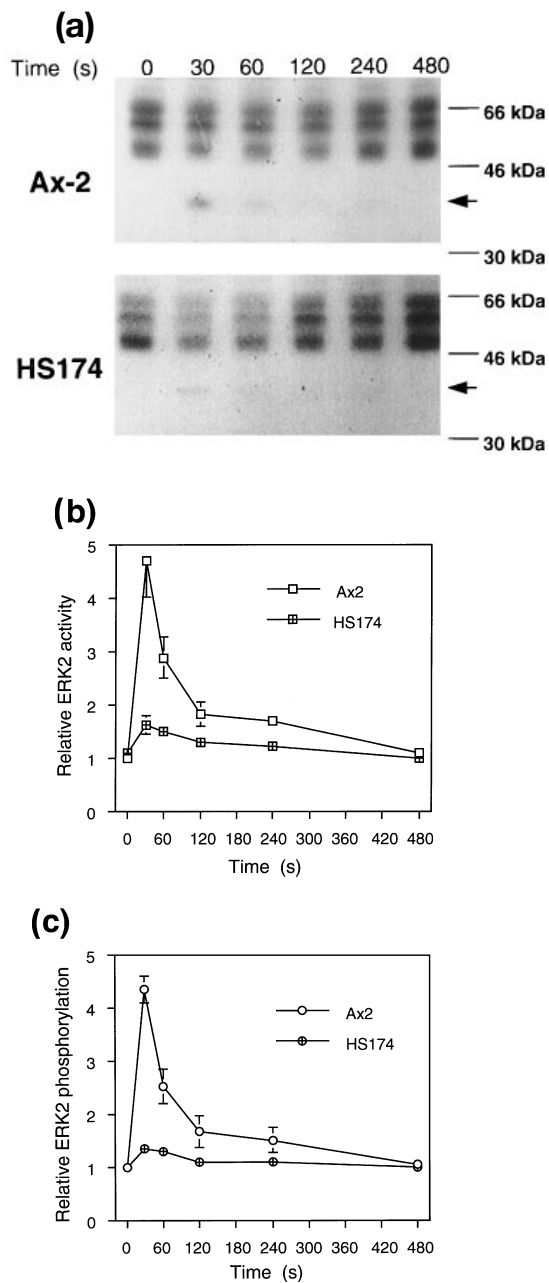 (a)
Time (s) 0 30 60 120 240 480
66 kDa
46 kDa
Ax-2
30 kDa
66 kDa
46 kDa
HS174
30 kDa
(b)
5
4
3
2
1
0
Relative ERK2 activity
Ax2
HS174
0 60 120 180 240 300 360 420 480
Time (s)
(c)
5
4
3
2
1
0
Relative ERK2 phosphorylation
Ax2
HS174
0 60 120 180 240 300 360 420 480
Time (s)